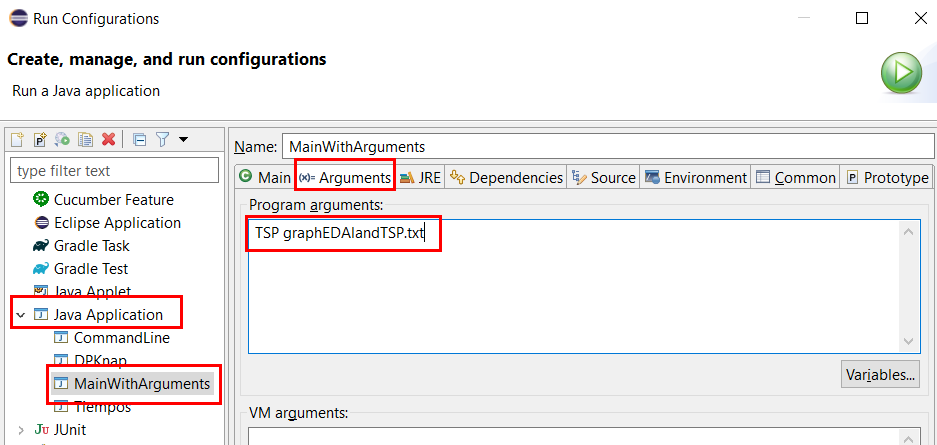 Run Configurations
Create, manage, and run configurations
Run a Java application
type filter text
Cucumber Feature
Eclipse Application
Gradle Task
Gradle Test
Java Applet
Java Application
CommandLine
DPKnap
MainWithArguments
Tiempos
JUnit
Name: MainWithArguments
Main Arguments JRE Dependencies Source Environment Common Prototype
Program arguments:
TSP graphEDAIandTSP.txt
Variables...
VM arguments: